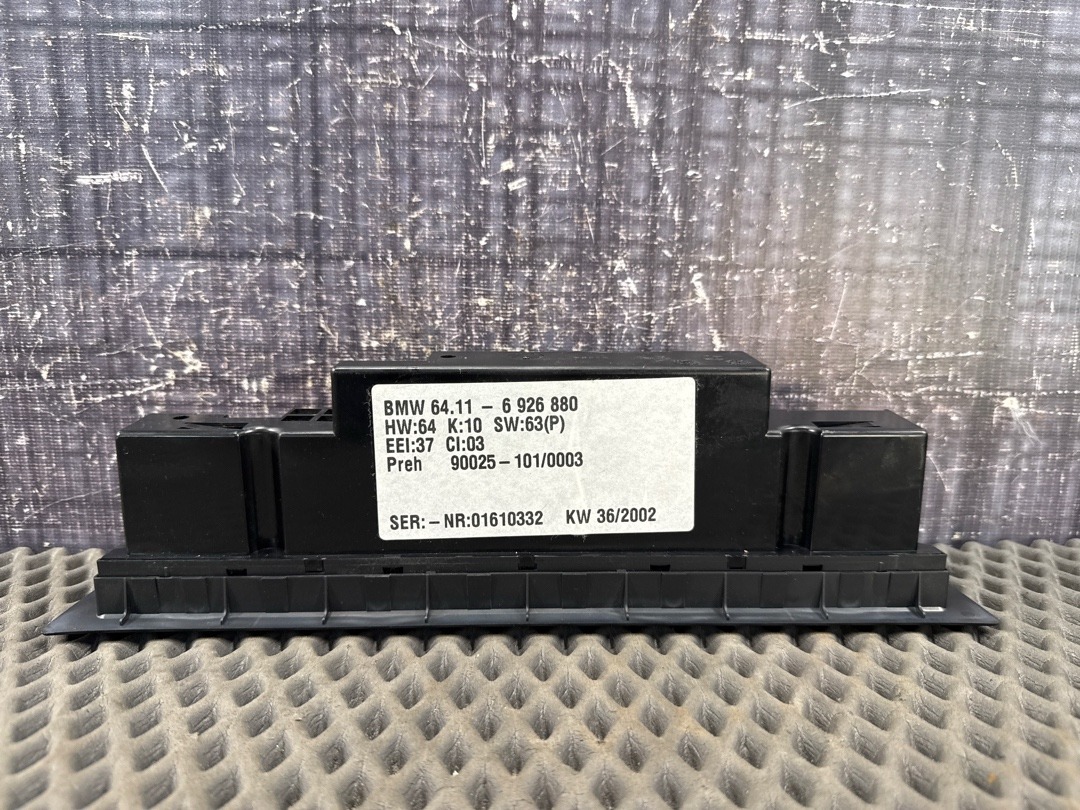 BMW 64.11 – 6 926 880
HW:64 K:10 SW:63(P)
EEI:37 CI:03
Preh 90025–101/0003
SER:–NR:01610332 KW 36/2002